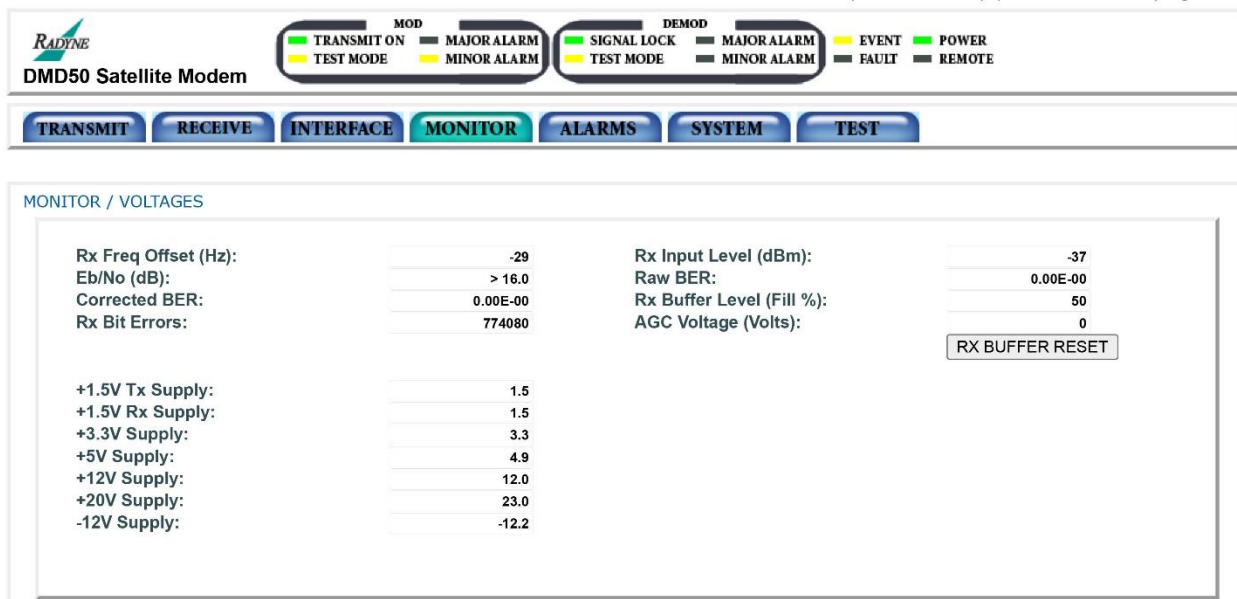 RADYNE
DMD50 Satellite Modem
MOD
TRANSMIT ON MAJOR ALARM
TEST MODE MINOR ALARM
DEMOD
SIGNAL LOCK MAJOR ALARM
TEST MODE MINOR ALARM
EVENT POWER
FAULT REMOTE
TRANSMIT RECEIVE INTERFACE MONITOR ALARMS SYSTEM TEST
MONITOR / VOLTAGES
Rx Freq Offset (Hz): -29 Rx Input Level (dBm): -37
Eb/No (dB): > 16.0 Raw BER: 0.00E-00
Corrected BER: 0.00E-00 Rx Buffer Level (Fill %): 50
Rx Bit Errors: 774080 AGC Voltage (Volts): 0
RX BUFFER RESET
+1.5V Tx Supply: 1.5
+1.5V Rx Supply: 1.5
+3.3V Supply: 3.3
+5V Supply: 4.9
+12V Supply: 12.0
+20V Supply: 23.0
-12V Supply: -12.2